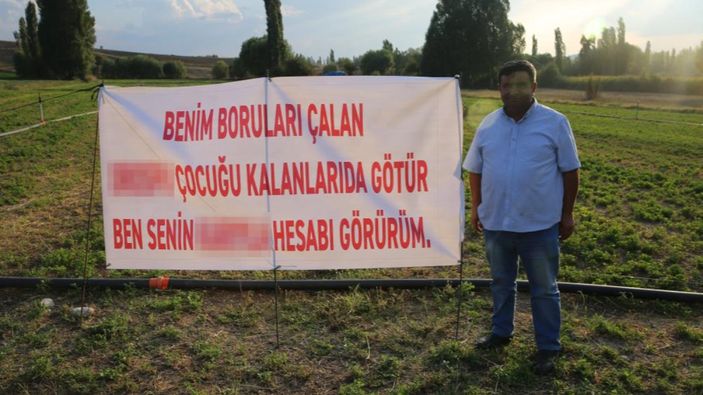 BENİM BORULARI ÇALAN
ÇOCUĞU KALANLARIDA GÖTÜR
BEN SENİN HESABI GÖRÜRÜM.